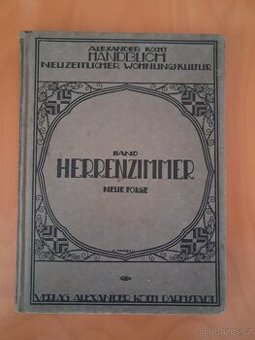 ALEXANDER KOCH'S
HANDBUCH
NEUZEITLICHER WOHNUNGSKULTUR
BAND
HERRENZIMMER
NEUE FOLGE
VERLAG ALEXANDER KOCH DARMSTADT